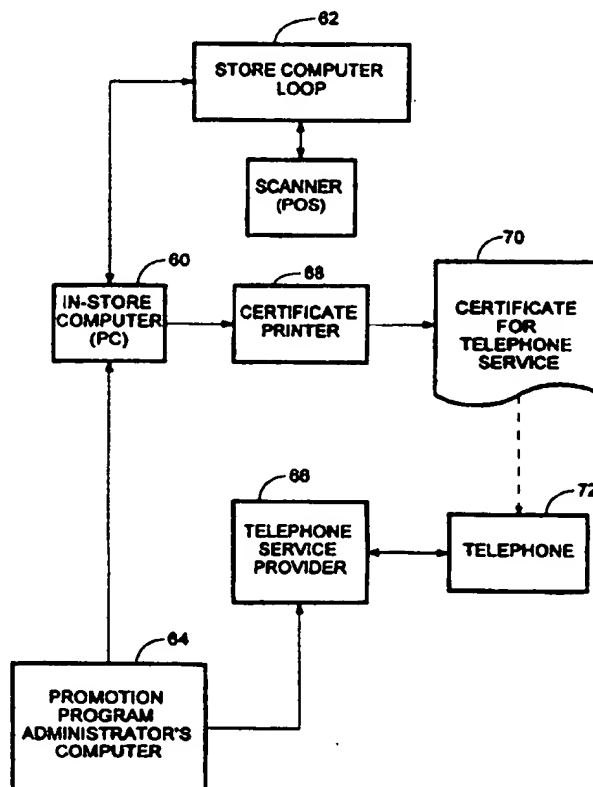 62
STORE COMPUTER
LOOP
SCANNER
(POS)
60
IN-STORE
COMPUTER
(PC)
68
CERTIFICATE
PRINTER
70
CERTIFICATE
FOR
TELEPHONE
SERVICE
66
TELEPHONE
SERVICE
PROVIDER
72
TELEPHONE
64
PROMOTION
PROGRAM
ADMINISTRATOR'S
COMPUTER